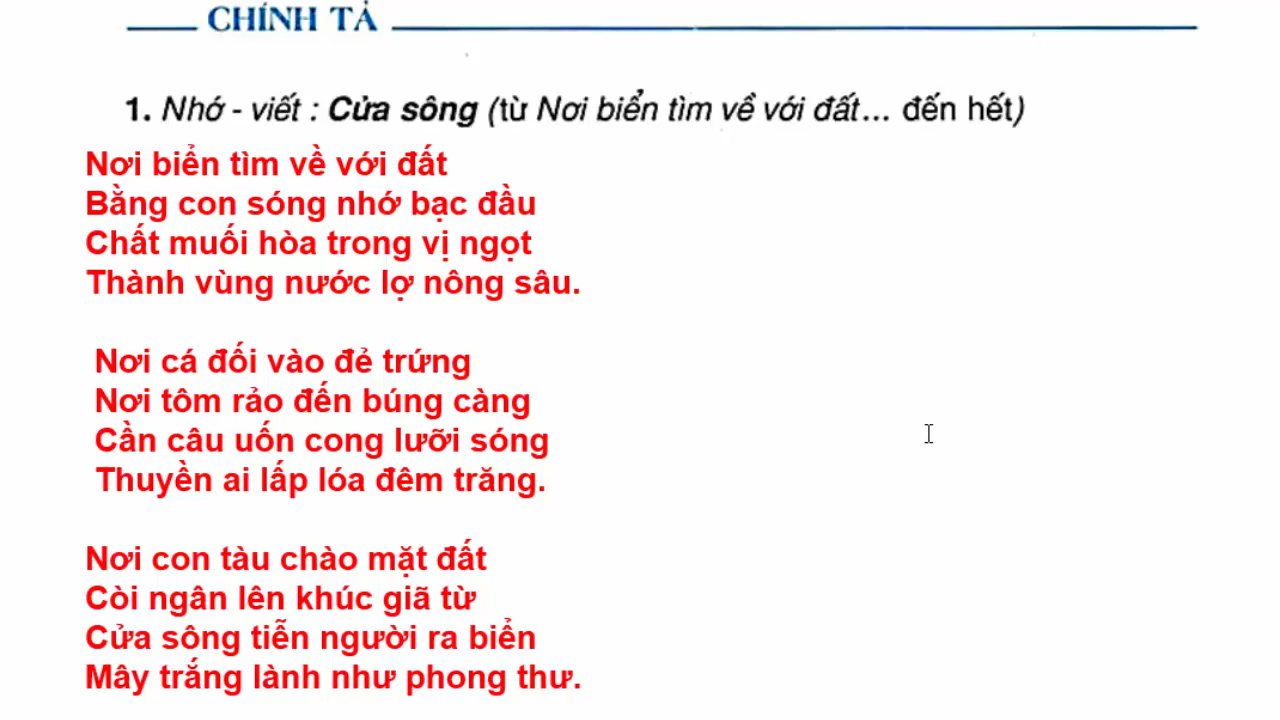 CHÍNH TẢ
1. Nhớ - viết : Cửa sông (từ Nơi biển tìm về với đất... đến hết)
Nơi biển tìm về với đất
Bằng con sóng nhớ bạc đầu
Chất muối hòa trong vị ngọt
Thành vùng nước lợ nông sâu.
Nơi cá đối vào đẻ trứng
Nơi tôm rảo đến búng càng
Cần câu uốn cong lưỡi sóng
Thuyền ai lấp lóa đêm trăng.
Nơi con tàu chào mặt đất
Còi ngân lên khúc giã từ
Cửa sông tiễn người ra biển
Mây trắng lành như phong thư.